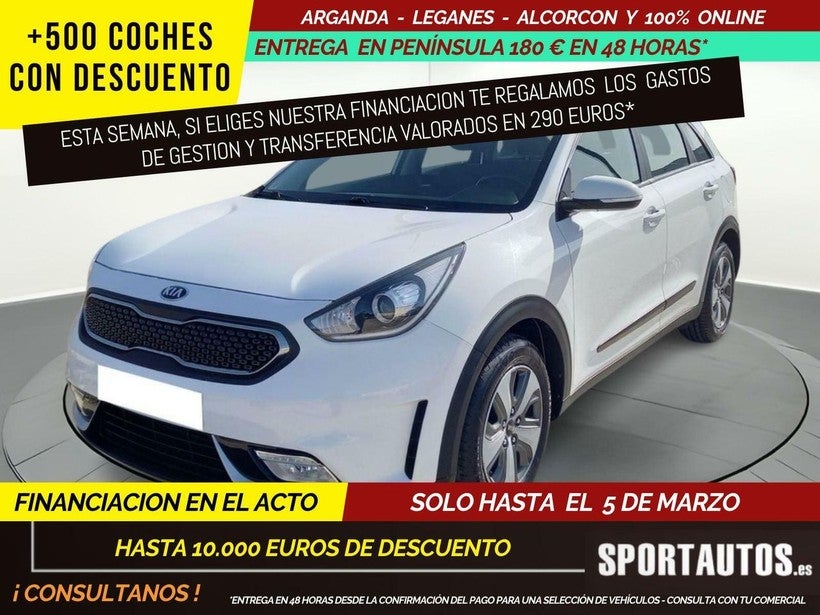 +500 COCHES
CON DESCUENTO
ARGANDA - LEGANES - ALCORCON Y 100% ONLINE
ENTREGA EN PENÍNSULA 180 € EN 48 HORAS*
ESTA SEMANA, SI ELIGES NUESTRA FINANCIACION TE REGALAMOS LOS GASTOS
DE GESTION Y TRANSFERENCIA VALORADOS EN 290 EUROS*
KIA
FINANCIACION EN EL ACTO
SOLO HASTA EL 5 DE MARZO
HASTA 10.000 EUROS DE DESCUENTO
SPORTAUTOS.es
¡ CONSULTANOS !
*ENTREGA EN 48 HORAS DESDE LA CONFIRMACIÓN DEL PAGO PARA UNA SELECCIÓN DE VEHÍCULOS - CONSULTA CON TU COMERCIAL